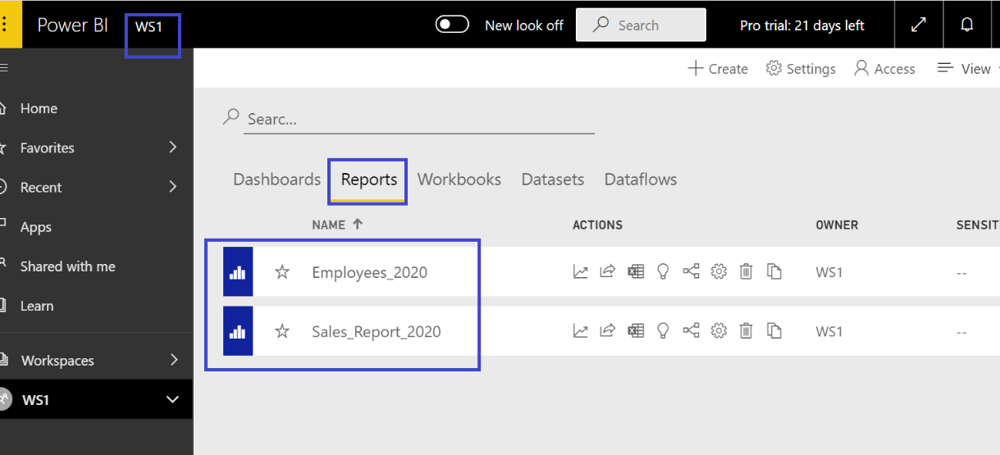 Power BI WS1 New look off Search Pro trial: 21 days left
Create Settings Access View
Home
Favorites
Recent
Apps
Shared with me
Learn
Workspaces
WS1
Searc...
Dashboards Reports Workbooks Datasets Dataflows
NAME ACTIONS OWNER SENSIT
Employees_2020 WS1 --
Sales_Report_2020 WS1 --